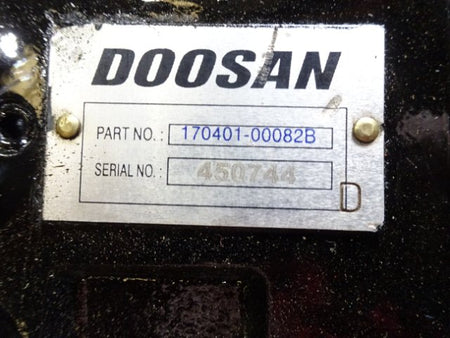 DOOSAN
PART NO. : 170401-00082B
SERIAL NO. : 450744
D